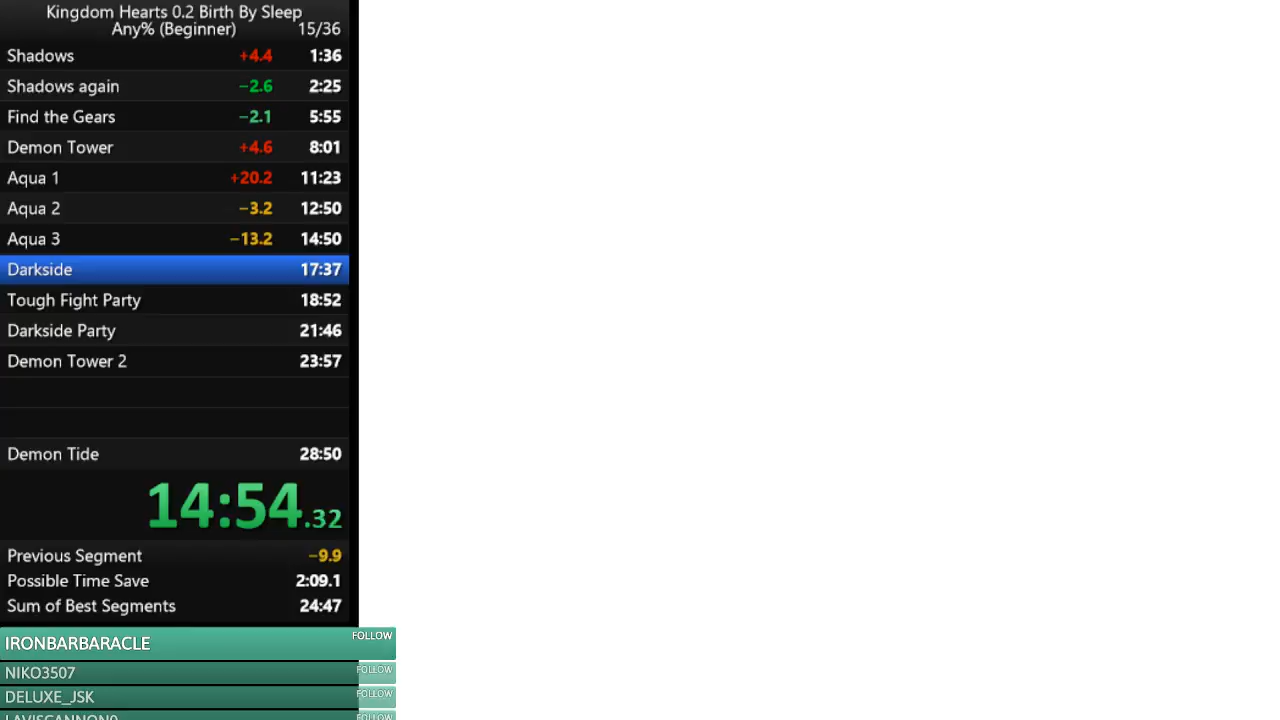 Kingdom Hearts 0.2 Birth By Sleep
Any% (Beginner) 15/36
Shadows +4.4 1:36
Shadows again −2.6 2:25
Find the Gears −2.1 5:55
Demon Tower +4.6 8:01
Aqua 1 +20.2 11:23
Aqua 2 −3.2 12:50
Aqua 3 −13.2 14:50
Darkside 17:37
Tough Fight Party 18:52
Darkside Party 21:46
Demon Tower 2 23:57
Demon Tide 28:50
14:54.32
Previous Segment −9.9
Possible Time Save 2:09.1
Sum of Best Segments 24:47
IRONBARBARACLE FOLLOW
NIKO3507 FOLLOW
DELUXE_JSK FOLLOW
FOLLOW